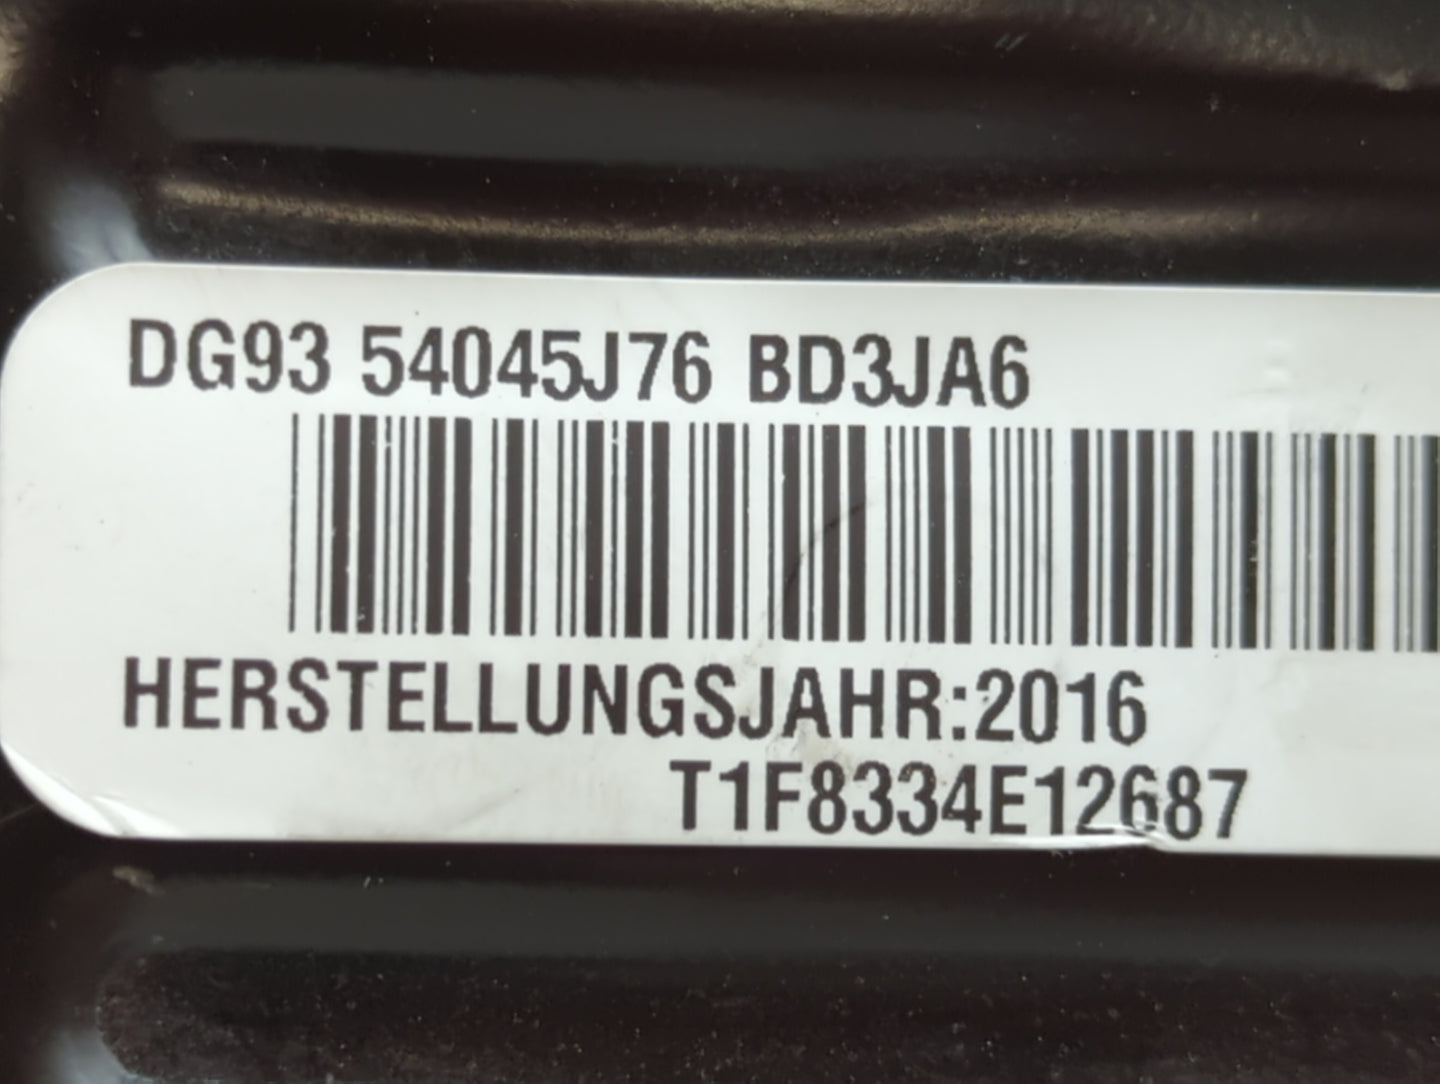 DG93 54045J76 BD3JA6
HERSTELLUNGSJAHR:2016
T1F8334E12687